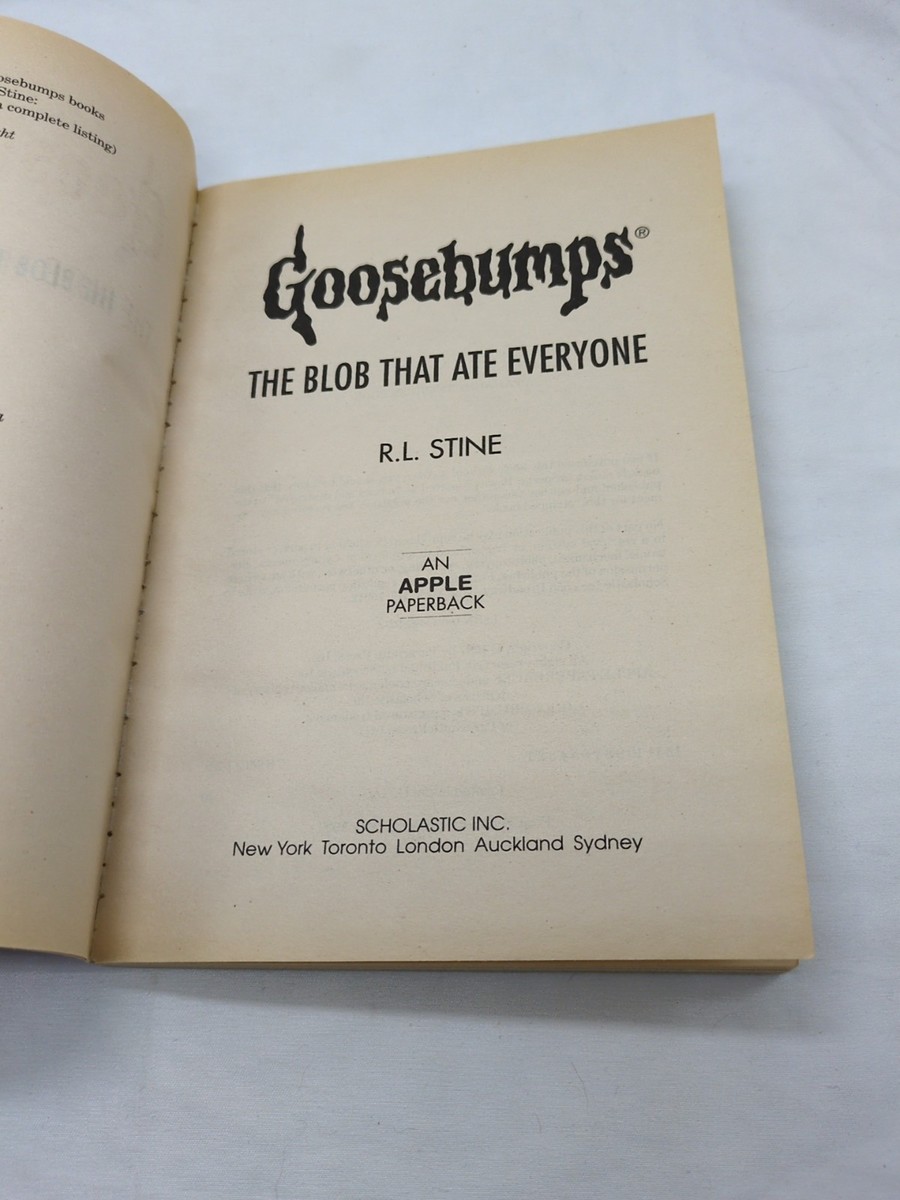 books
Stine:
complete listing)
Goosebumps®
THE BLOB THAT ATE EVERYONE
R.L. STINE
AN
APPLE
PAPERBACK
SCHOLASTIC INC.
New York Toronto London Auckland Sydney